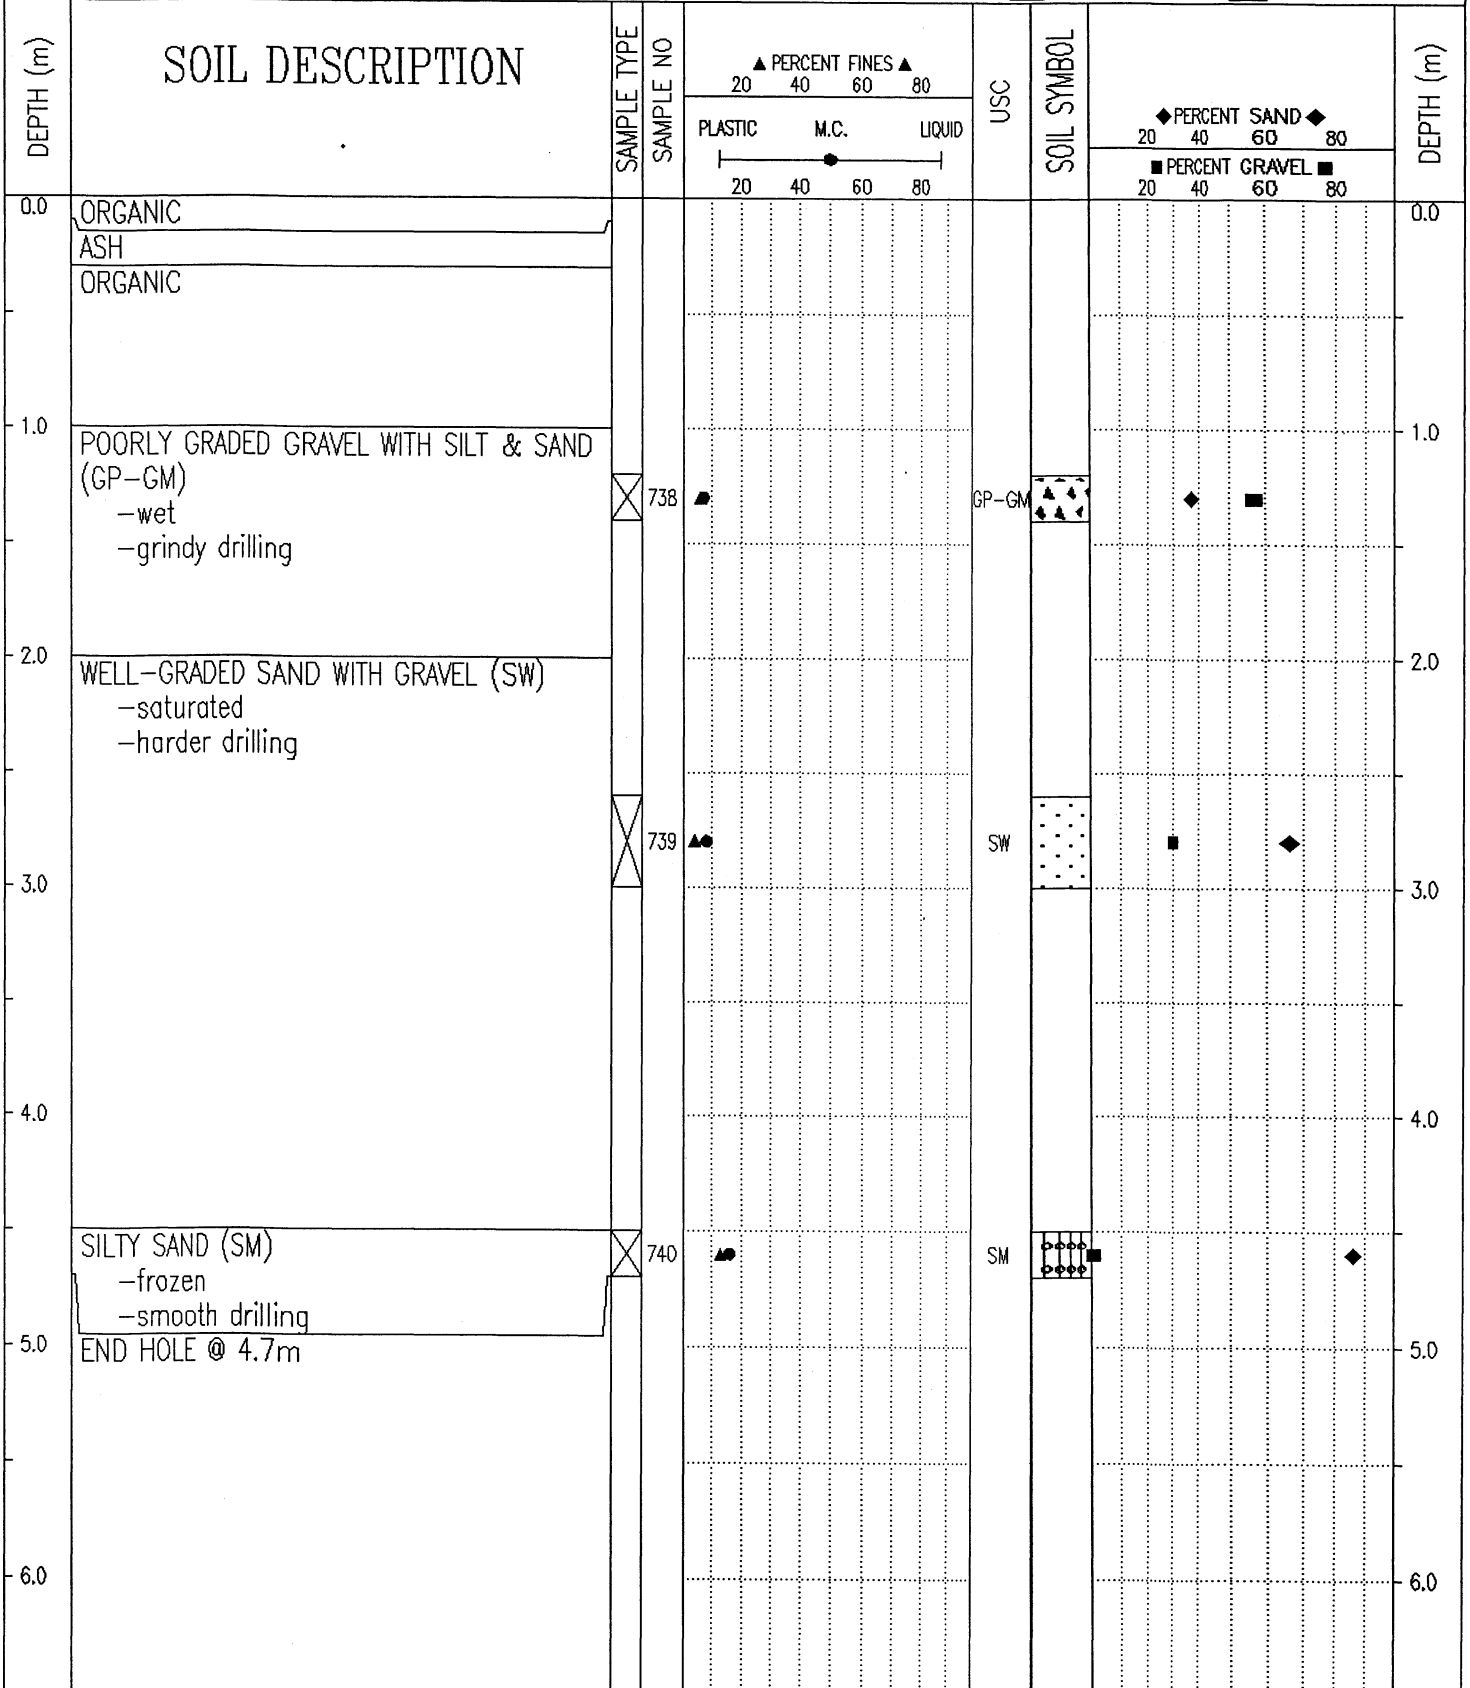 DEPTH (m)
SOIL DESCRIPTION
SAMPLE TYPE
SAMPLE NO
▲ PERCENT FINES ▲
20 40 60 80
PLASTIC M.C. LIQUID
20 40 60 80
USC
SOIL SYMBOL
◆PERCENT SAND◆
20 40 60 80
■PERCENT GRAVEL■
20 40 60 80
DEPTH (m)
0.0 ORGANIC 0.0
ASH
ORGANIC
1.0 1.0
POORLY GRADED GRAVEL WITH SILT & SAND
(GP-GM)
738 GP-GM
-wet
-grindy drilling
2.0 2.0
WELL-GRADED SAND WITH GRAVEL (SW)
-saturated
-harder drilling
739 SW
3.0 3.0
4.0 4.0
SILTY SAND (SM) 740 SM
-frozen
-smooth drilling
5.0 END HOLE @ 4.7m 5.0
6.0 6.0